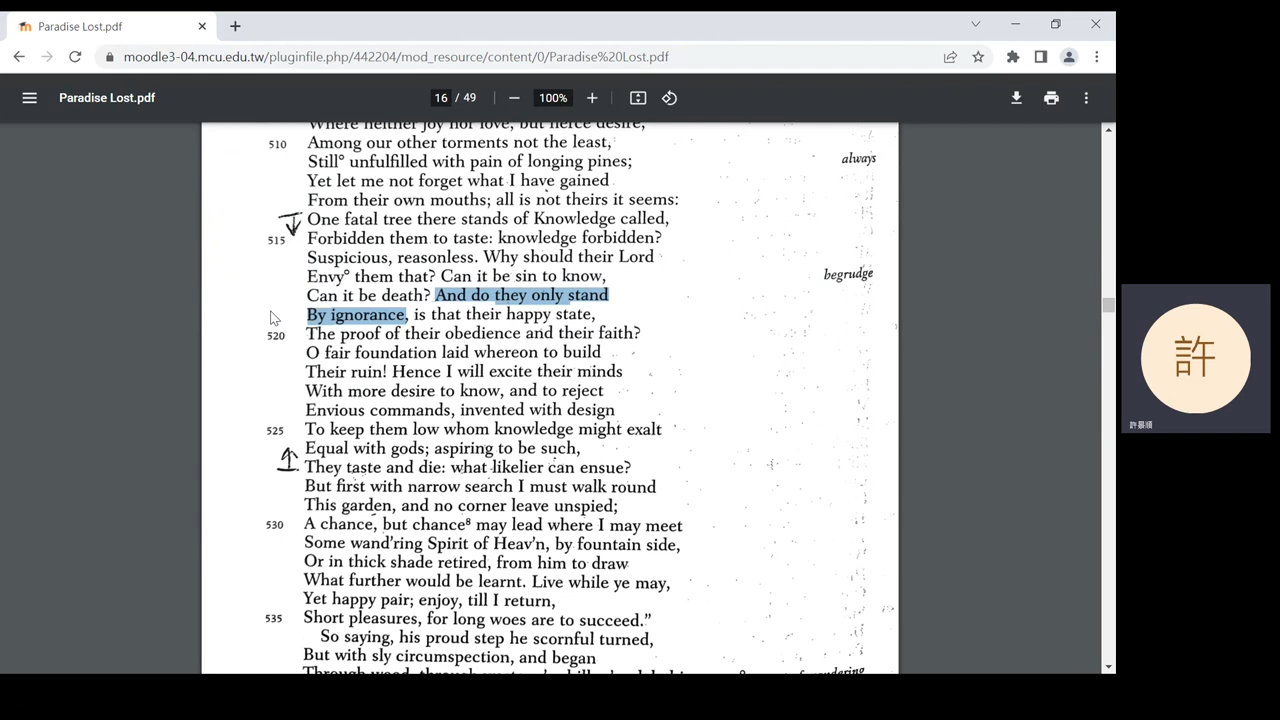 Paradise Lost.pdf
moodle3-04.mcu.edu.tw/pluginfile.php/442204/mod_resource/content/0/Paradise%20Lost.pdf
Paradise Lost.pdf
16 / 49
100%
Where neither joy nor love, but fierce desire,
510 Among our other torments not the least,
Still° unfulfilled with pain of longing pines; always
Yet let me not forget what I have gained
From their own mouths; all is not theirs it seems:
One fatal tree there stands of Knowledge called,
515 Forbidden them to taste: knowledge forbidden?
Suspicious, reasonless. Why should their Lord
Envy° them that? Can it be sin to know, begrudge
Can it be death? And do they only stand
By ignorance, is that their happy state,
520 The proof of their obedience and their faith?
O fair foundation laid whereon to build
Their ruin! Hence I will excite their minds
With more desire to know, and to reject
Envious commands, invented with design
525 To keep them low whom knowledge might exalt
Equal with gods; aspiring to be such,
They taste and die: what likelier can ensue?
But first with narrow search I must walk round
This garden, and no corner leave unspied;
530 A chance, but chance⁸ may lead where I may meet
Some wand'ring Spirit of Heav'n, by fountain side,
Or in thick shade retired, from him to draw
What further would be learnt. Live while ye may,
Yet happy pair; enjoy, till I return,
535 Short pleasures, for long woes are to succeed."
So saying, his proud step he scornful turned,
But with sly circumspection, and began
許
許景順